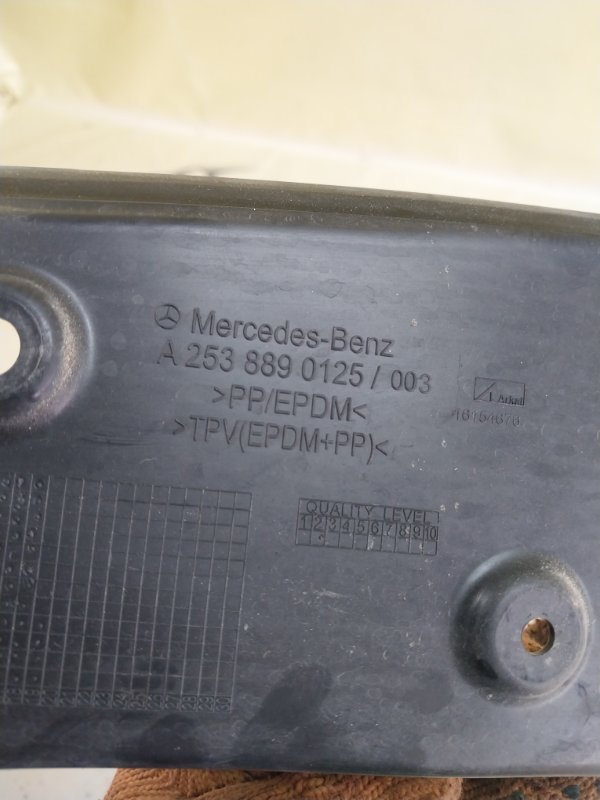 Mercedes-Benz
A 253 889 0125 / 003
>PP/EPDM<
>TPV(EPDM+PP)<
16154676
QUALITY LEVEL
1 2 3 4 5 6 7 8 9 10